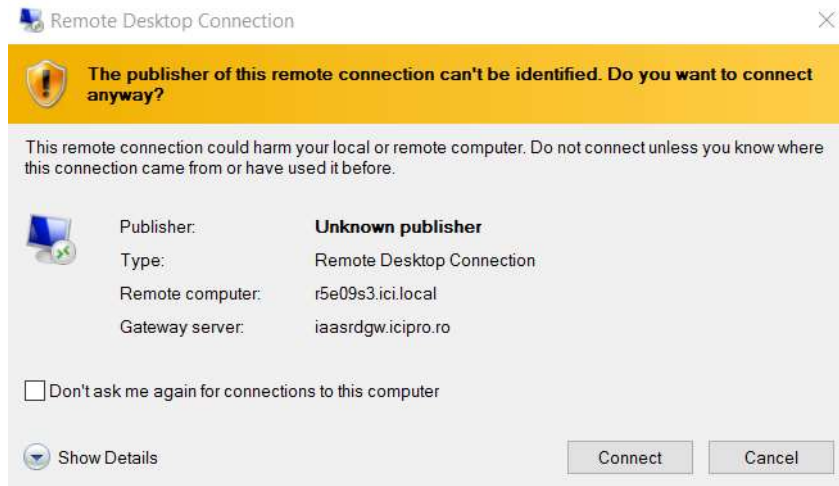 Remote Desktop Connection
The publisher of this remote connection can't be identified. Do you want to connect
anyway?
This remote connection could harm your local or remote computer. Do not connect unless you know where
this connection came from or have used it before.
Publisher: Unknown publisher
Type: Remote Desktop Connection
Remote computer: r5e09s3.ici.local
Gateway server: iaasrdgw.icipro.ro
Don't ask me again for connections to this computer
Show Details Connect Cancel